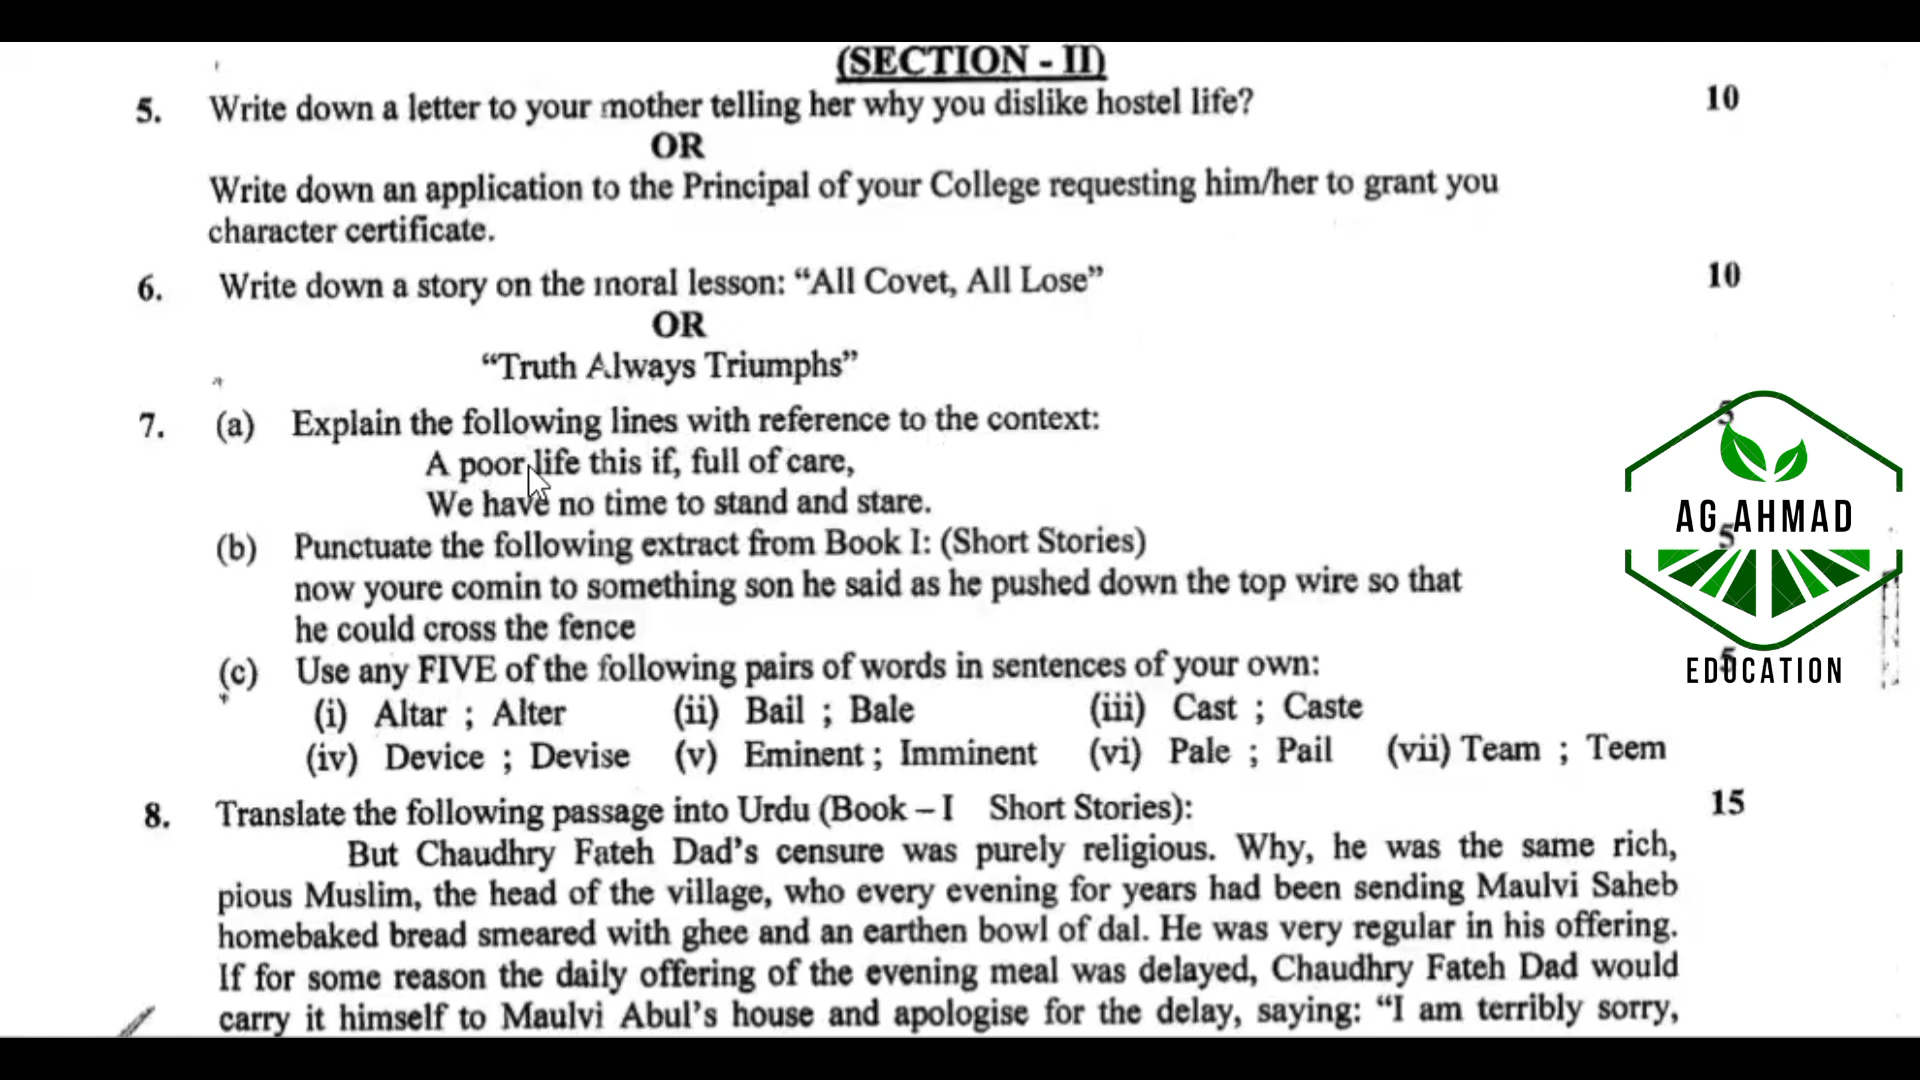 (SECTION - II)
5. Write down a letter to your mother telling her why you dislike hostel life? 10
OR
Write down an application to the Principal of your College requesting him/her to grant you
character certificate.
6. Write down a story on the moral lesson: “All Covet, All Lose” 10
OR
“Truth Always Triumphs”
7. (a) Explain the following lines with reference to the context: 5
A poor life this if, full of care,
We have no time to stand and stare.
(b) Punctuate the following extract from Book I: (Short Stories) 5
now youre comin to something son he said as he pushed down the top wire so that
he could cross the fence
(c) Use any FIVE of the following pairs of words in sentences of your own: 5
(i) Altar ; Alter (ii) Bail ; Bale (iii) Cast ; Caste
(iv) Device ; Devise (v) Eminent ; Imminent (vi) Pale ; Pail (vii) Team ; Teem
8. Translate the following passage into Urdu (Book – I Short Stories): 15
But Chaudhry Fateh Dad’s censure was purely religious. Why, he was the same rich,
pious Muslim, the head of the village, who every evening for years had been sending Maulvi Saheb
homebaked bread smeared with ghee and an earthen bowl of dal. He was very regular in his offering.
If for some reason the daily offering of the evening meal was delayed, Chaudhry Fateh Dad would
carry it himself to Maulvi Abul’s house and apologise for the delay, saying: “I am terribly sorry,
AG AHMAD
EDUCATION